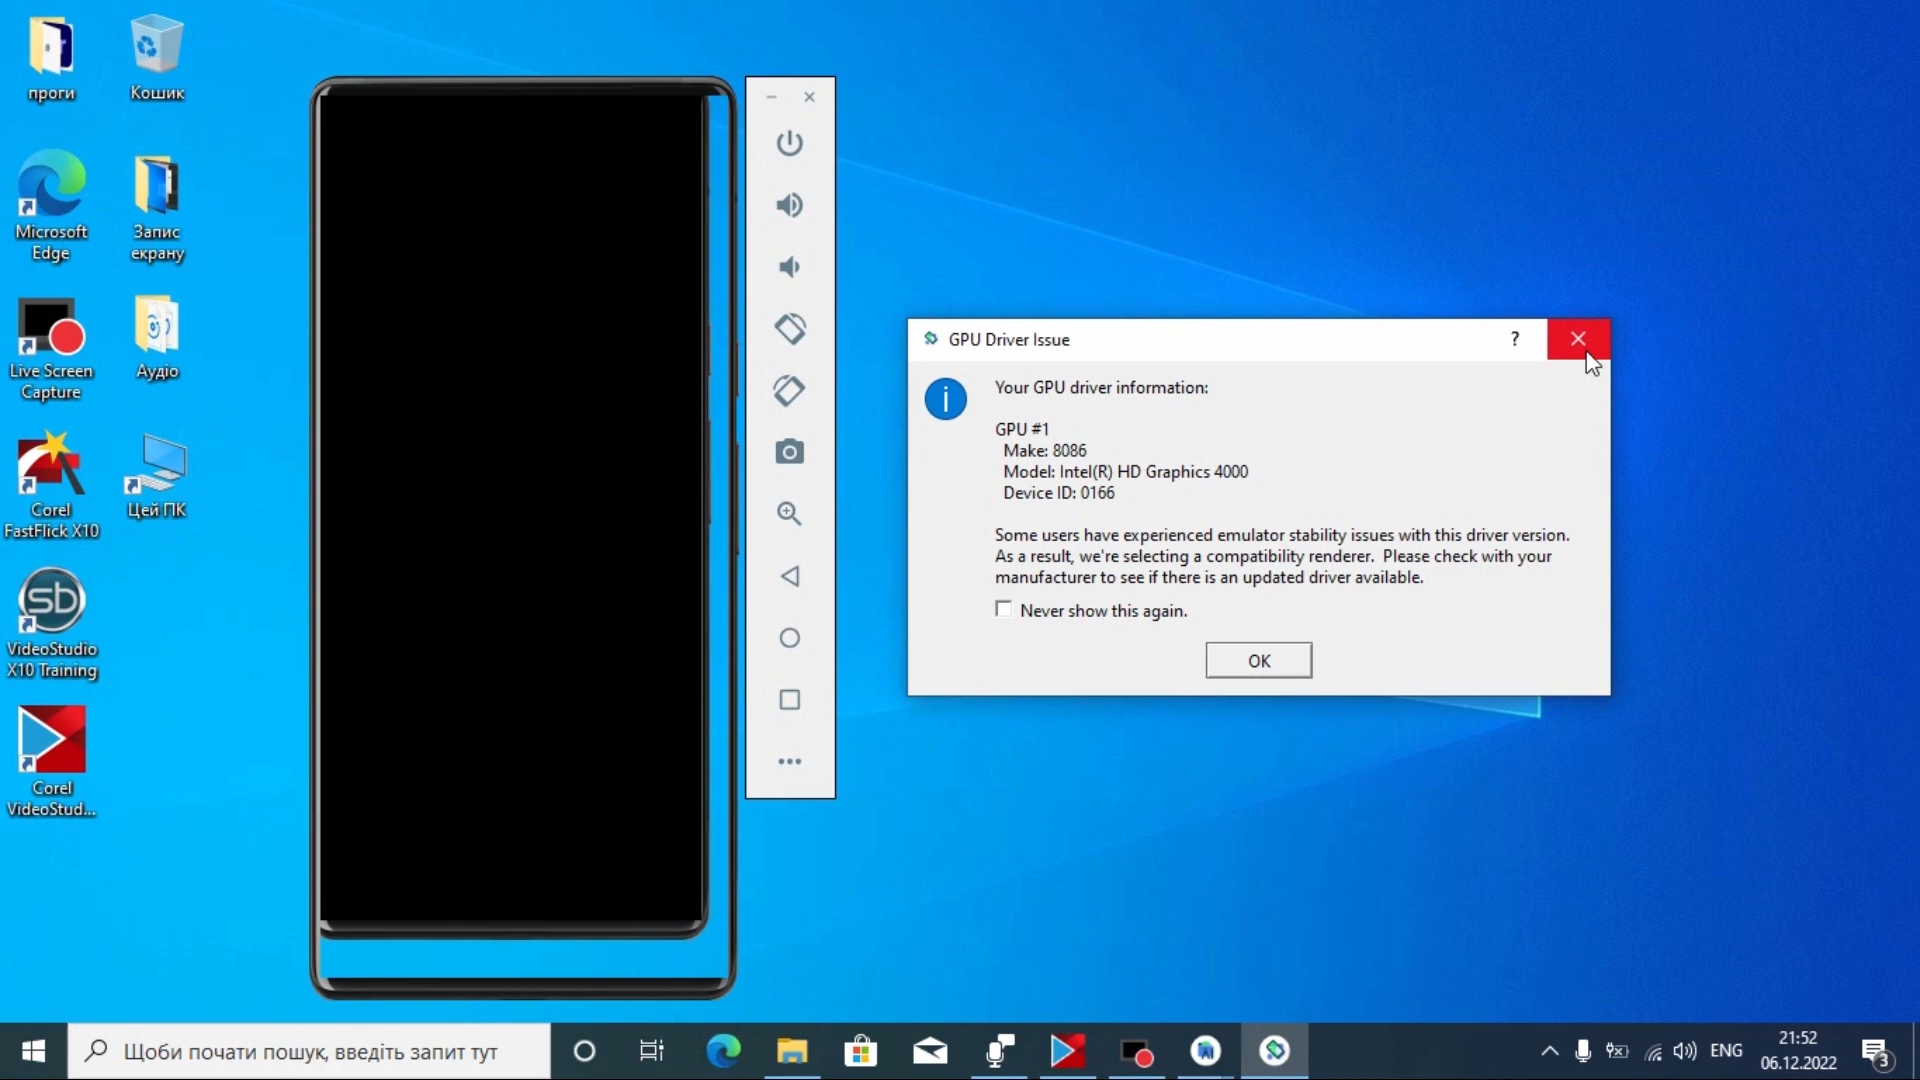 проги
Кошик
Microsoft
Edge
Запис
екрану
Live Screen
Capture
Аудіо
Corel
FastFlick X10
Цей ПК
VideoStudio
X10 Training
Corel
VideoStud...
GPU Driver Issue
?
Your GPU driver information:
GPU #1
Make: 8086
Model: Intel(R) HD Graphics 4000
Device ID: 0166
Some users have experienced emulator stability issues with this driver version.
As a result, we're selecting a compatibility renderer.  Please check with your
manufacturer to see if there is an updated driver available.
Never show this again.
OK
Щоби почати пошук, введіть запит тут
ENG
21:52
06.12.2022
3
sb